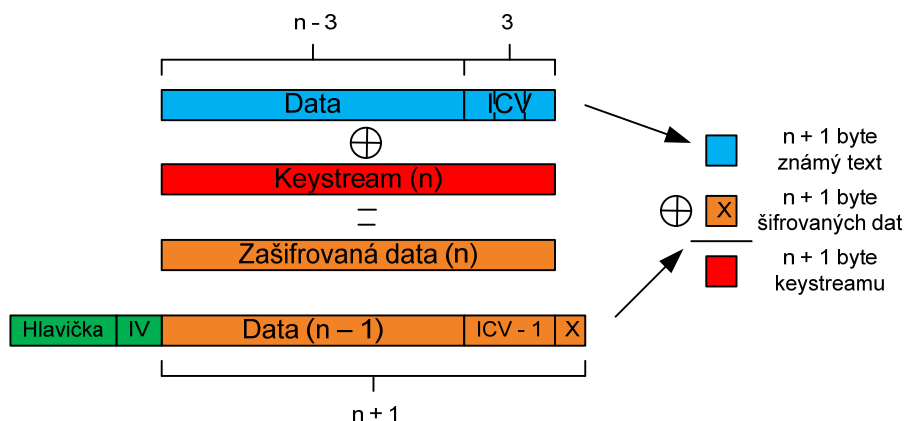 n - 3
3
Data
ICV
n + 1 byte
známý text
Keystream (n)
X
n + 1 byte
šifrovaných dat
Zašifrovaná data (n)
n + 1 byte
keystreamu
Hlavička
IV
Data (n – 1)
ICV - 1
X
n + 1